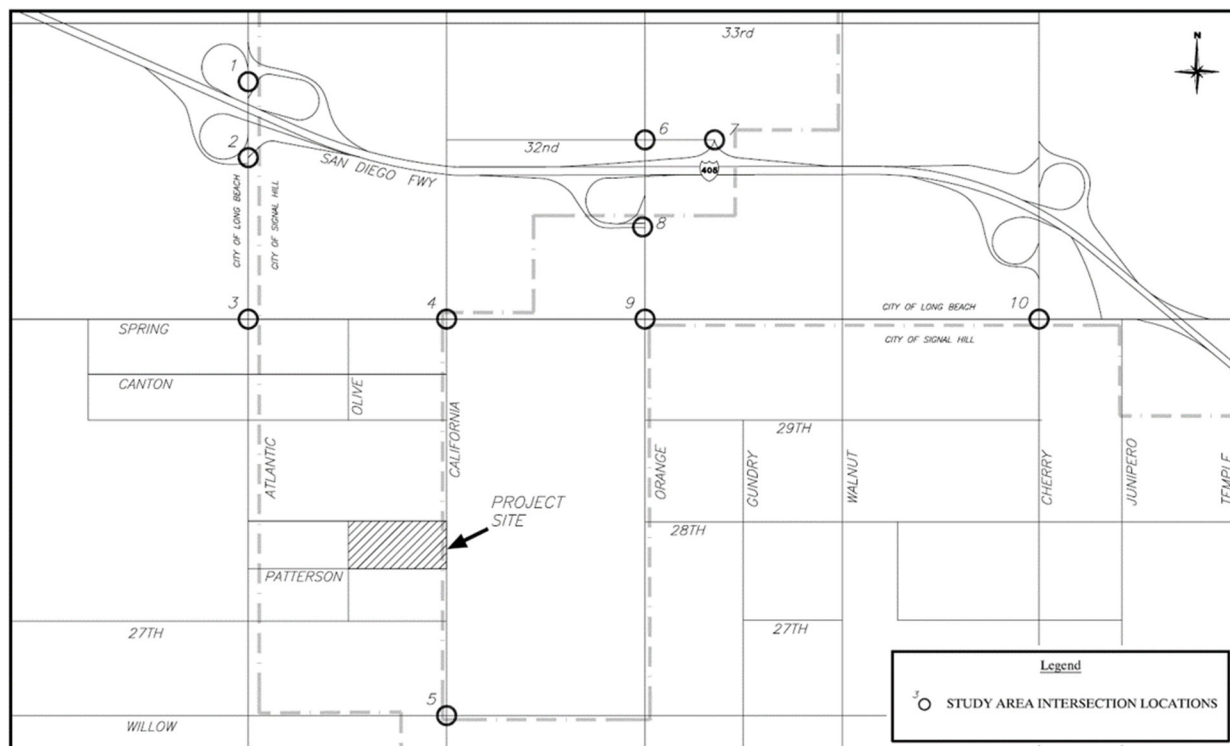 33rd
N
1
2
32nd
6
7
SAN DIEGO FWY
405
8
CITY OF LONG BEACH
CITY OF SIGNAL HILL
3
4
9
10
CITY OF LONG BEACH
SPRING
CITY OF SIGNAL HILL
CANTON
OLIVE
29TH
ATLANTIC
CALIFORNIA
ORANGE
GUNDRY
WALNUT
CHERRY
JUNIPERO
TEMPLE
PROJECT
SITE
28TH
PATTERSON
27TH
27TH
5
WILLOW
Legend
3 STUDY AREA INTERSECTION LOCATIONS